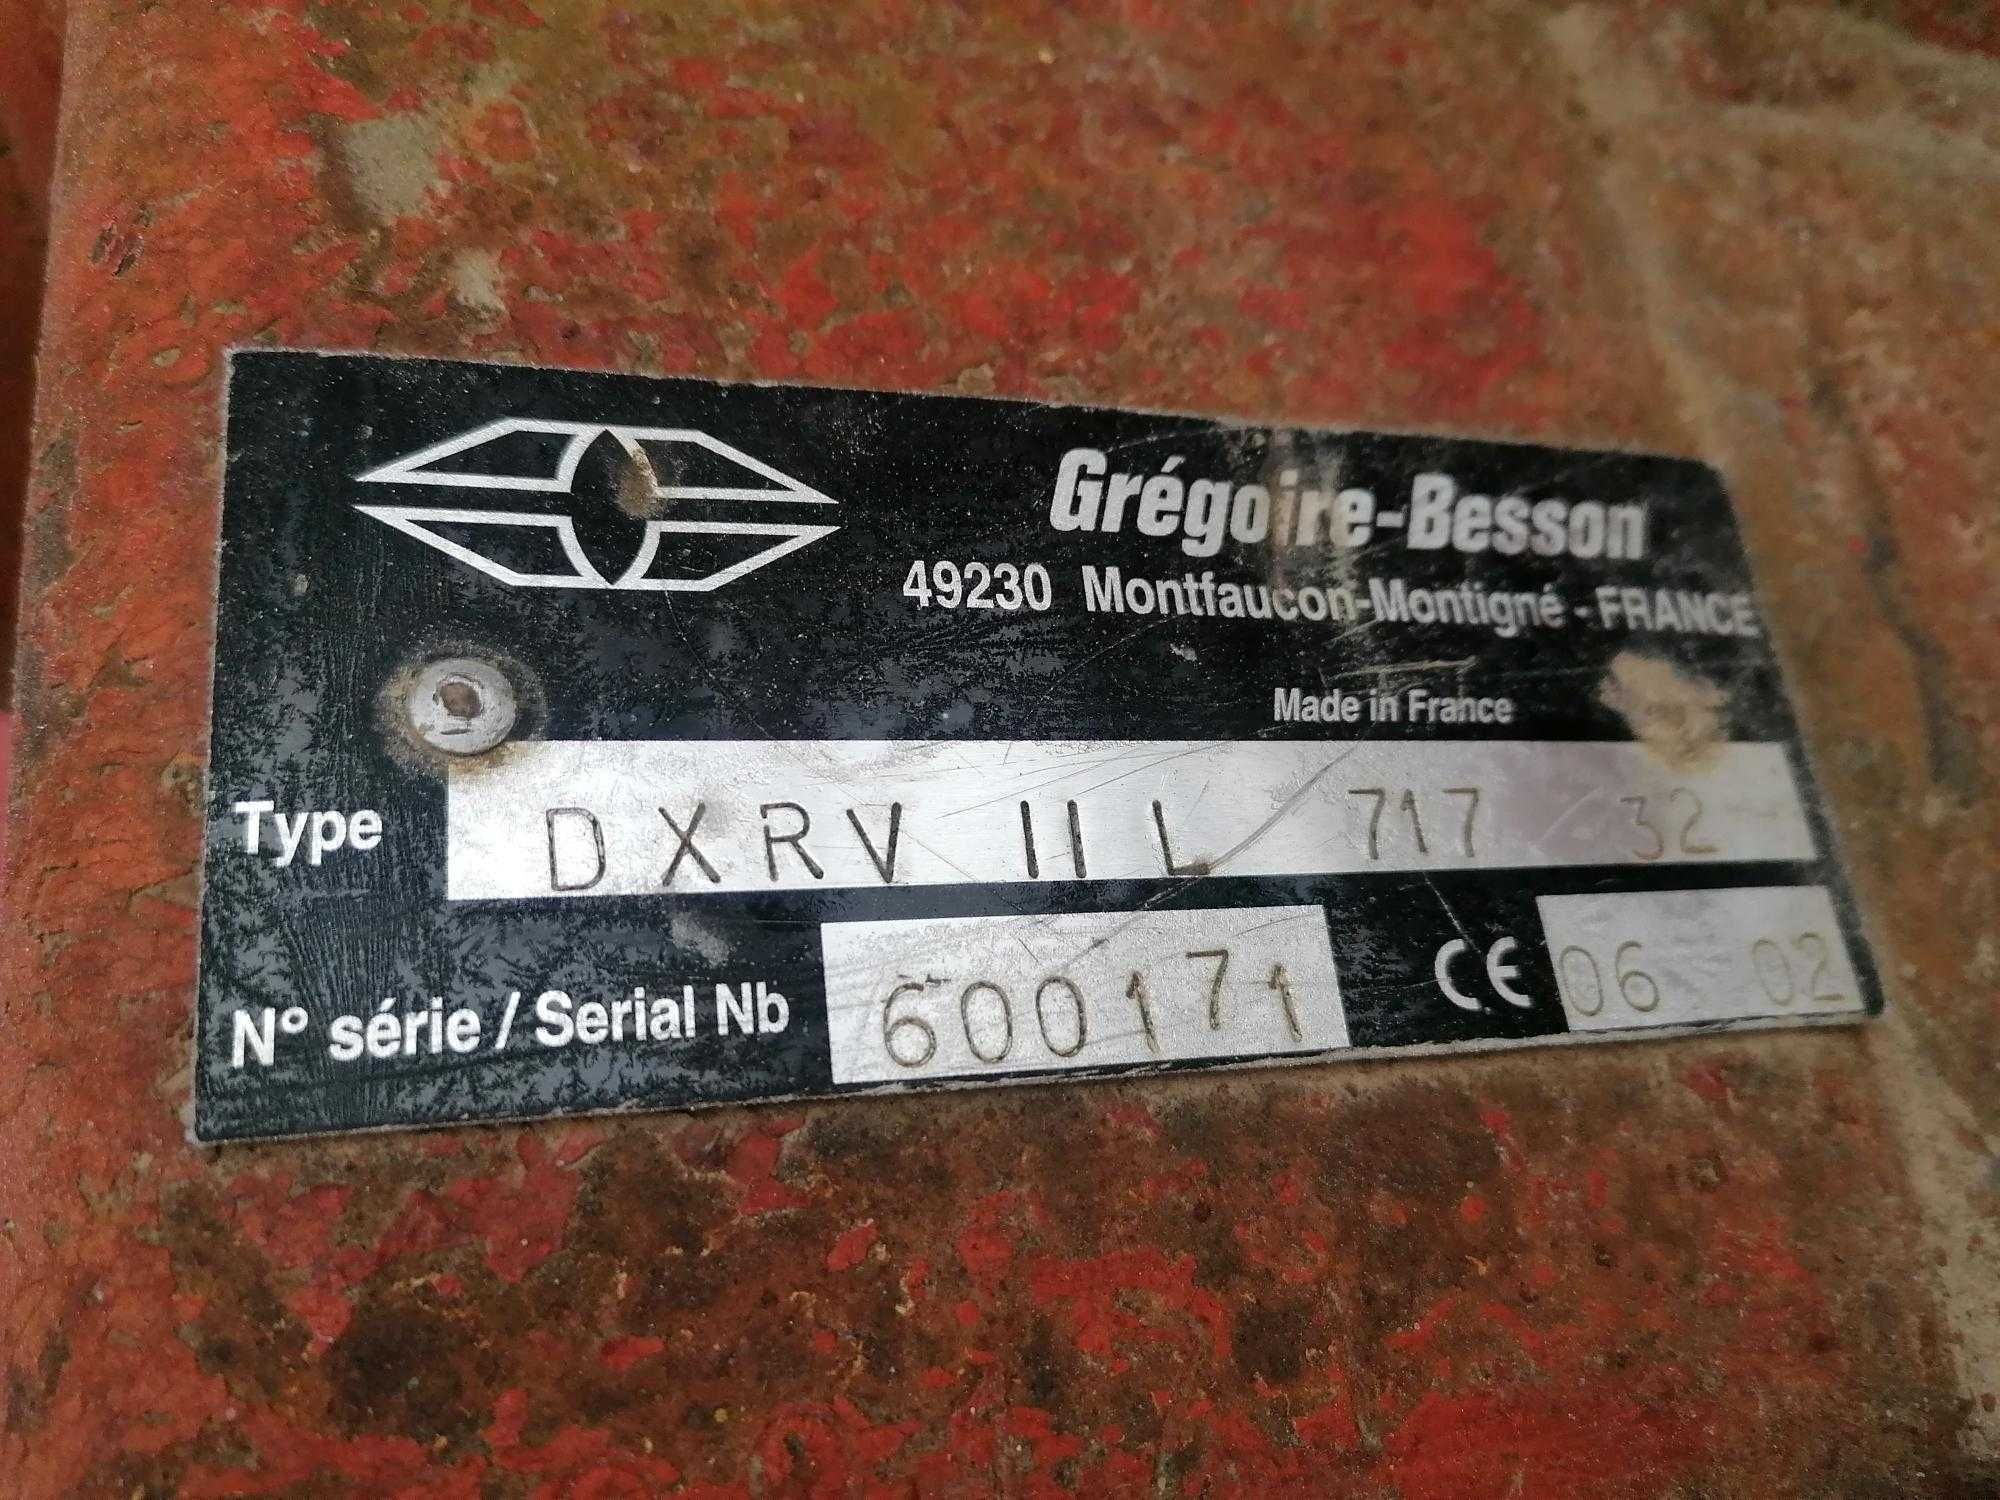 Grégoire-Besson
49230 Montfaucon-Montigné - FRANCE
Made in France
Type DXRV II L 717 32
N° série / Serial Nb 600171 CE 06 02